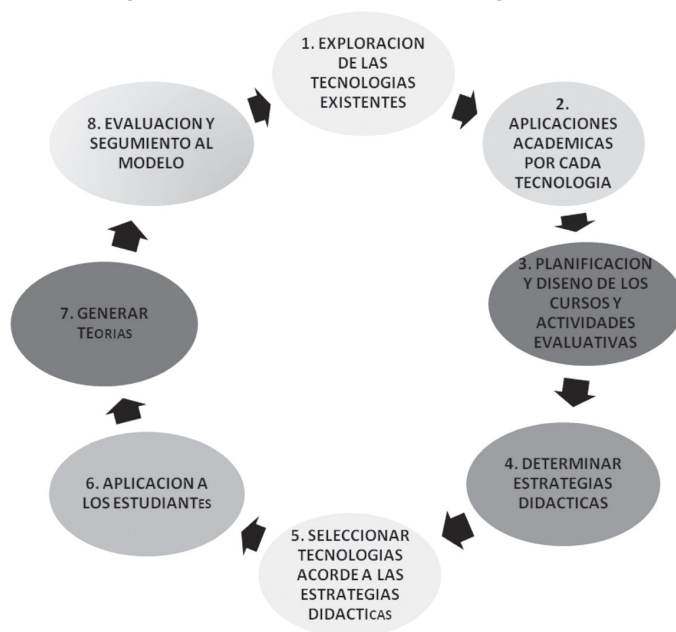 1. EXPLORACION
DE LAS
TECNOLOGIAS
EXISTENTES
2.
APLICACIONES
ACADEMICAS
POR CADA
TECNOLOGIA
3. PLANIFICACION
Y DISENO DE LOS
CURSOS Y
ACTIVIDADES
EVALUATIVAS
4. DETERMINAR
ESTRATEGIAS
DIDACTICAS
5. SELECCIONAR
TECNOLOGIAS
ACORDE A LAS
ESTRATEGIAS
DIDACTICAS
6. APLICACION A
LOS ESTUDIANTES
7. GENERAR
TEORIAS
8. EVALUACION Y
SEGUMIENTO AL
MODELO